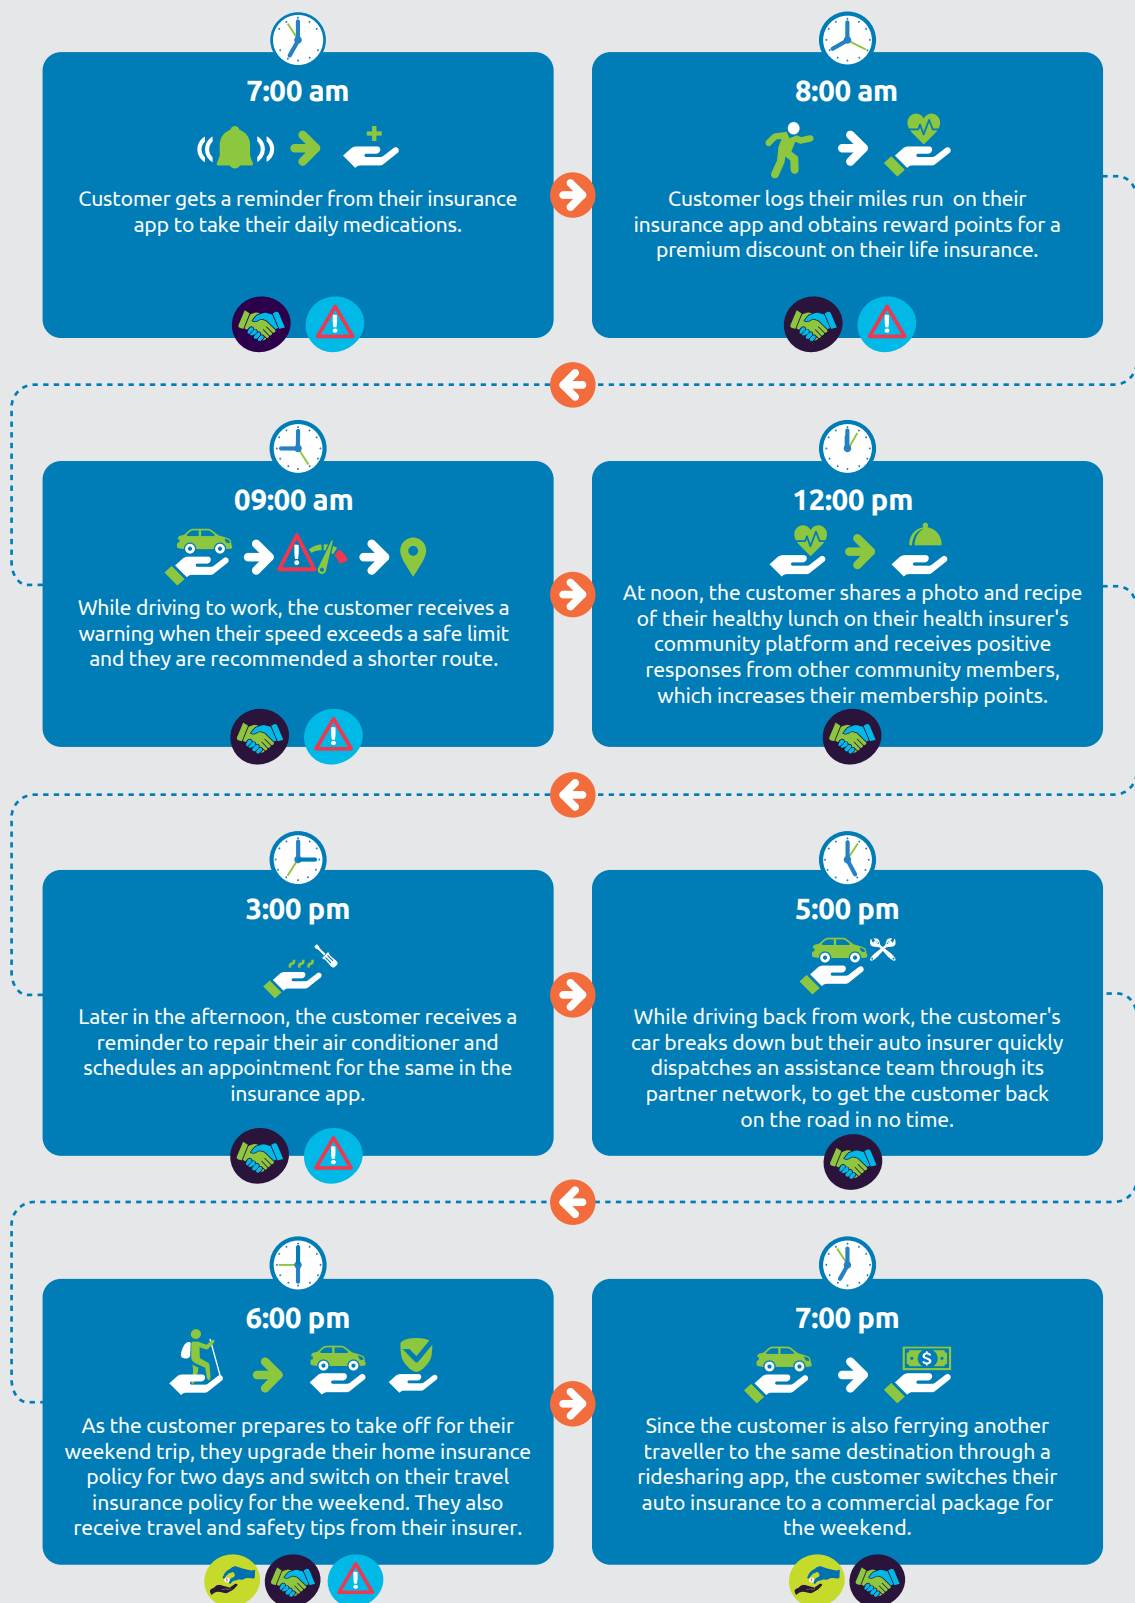 7:00 am
Customer gets a reminder from their insurance
app to take their daily medications.
8:00 am
Customer logs their miles run on their
insurance app and obtains reward points for a
premium discount on their life insurance.
09:00 am
While driving to work, the customer receives a
warning when their speed exceeds a safe limit
and they are recommended a shorter route.
12:00 pm
At noon, the customer shares a photo and recipe
of their healthy lunch on their health insurer's
community platform and receives positive
responses from other community members,
which increases their membership points.
3:00 pm
Later in the afternoon, the customer receives a
reminder to repair their air conditioner and
schedules an appointment for the same in the
insurance app.
5:00 pm
While driving back from work, the customer's
car breaks down but their auto insurer quickly
dispatches an assistance team through its
partner network, to get the customer back
on the road in no time.
6:00 pm
As the customer prepares to take off for their
weekend trip, they upgrade their home insurance
policy for two days and switch on their travel
insurance policy for the weekend. They also
receive travel and safety tips from their insurer.
7:00 pm
$
Since the customer is also ferrying another
traveller to the same destination through a
ridesharing app, the customer switches their
auto insurance to a commercial package for
the weekend.